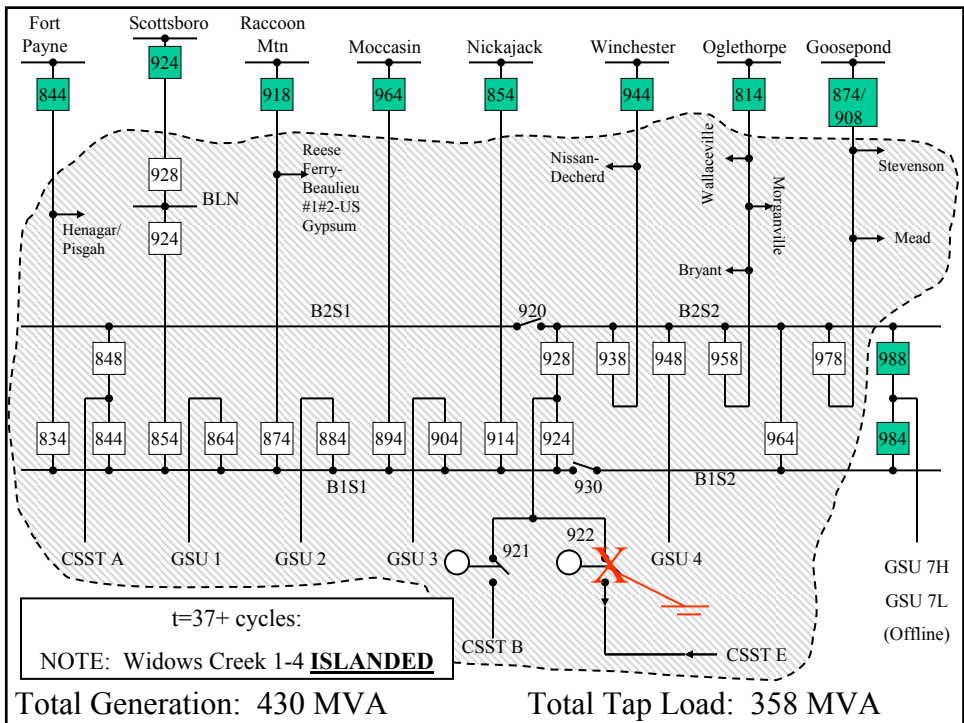 Fort
Payne
Scottsboro
Raccoon
Mtn
Moccasin
Nickajack
Winchester
Oglethorpe
Goosepond
844
924
918
964
854
944
814
874/
908
928
BLN
924
Henagar/
Pisgah
Reese
Ferry-
Beaulieu
#1#2-US
Gypsum
Nissan-
Decherd
Wallaceville
Morganville
Bryant
Stevenson
Mead
B2S1
920
B2S2
848
928
938
948
958
978
988
834
844
854
864
874
884
894
904
914
924
964
984
B1S1
930
B1S2
CSST A
GSU 1
GSU 2
GSU 3
921
922
X
GSU 4
GSU 7H
GSU 7L
(Offline)
CSST B
CSST E
t=37+ cycles:
NOTE: Widows Creek 1-4 ISLANDED
Total Generation: 430 MVA
Total Tap Load: 358 MVA